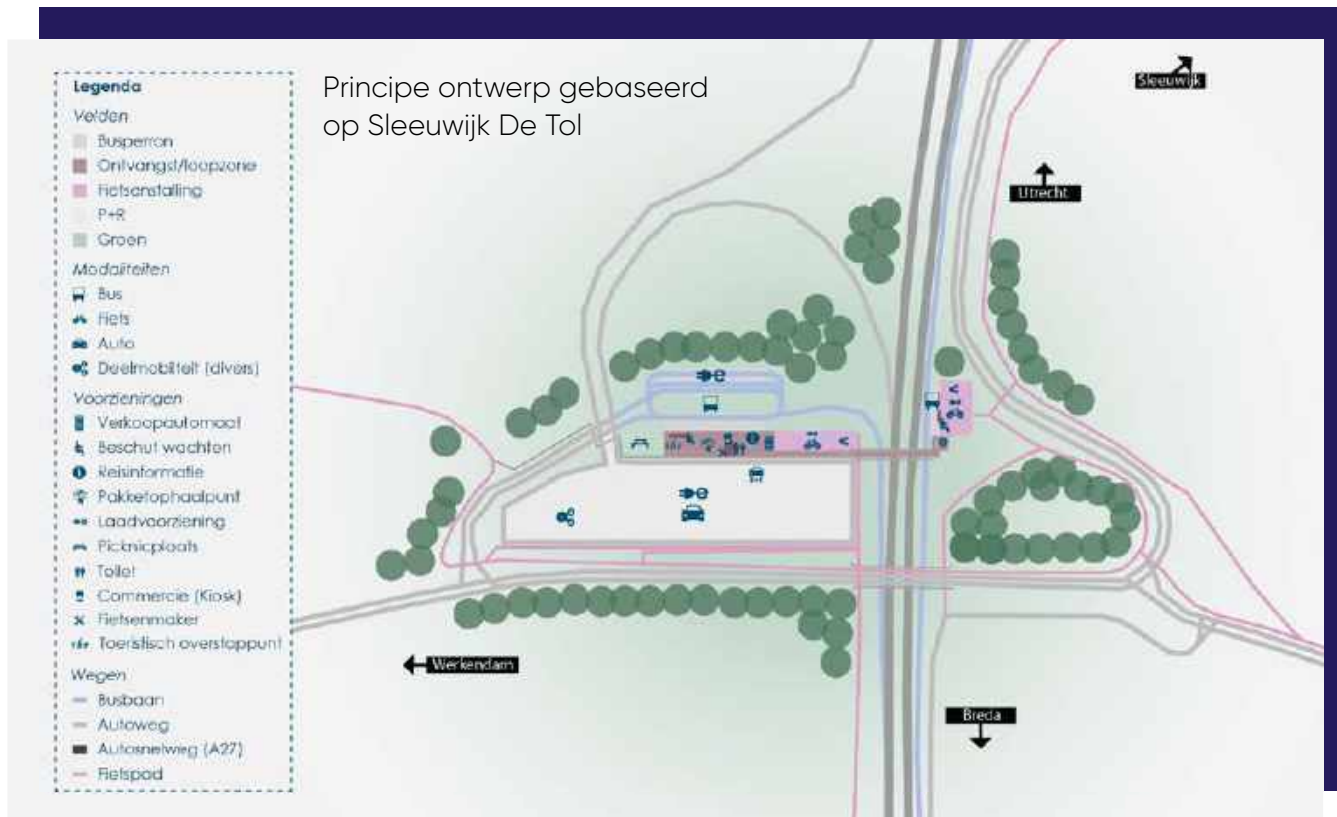 Principe ontwerp gebaseerd
op Sleeuwijk De Tol
Legenda
Velden
Busperron
Ontvangst/loopzone
Fietsenstalling
P+R
Groen
Modaliteiten
Bus
Fiets
Auto
Deelmobiliteit (divers)
Voorzieningen
Verkoopautomaat
Beschut wachten
Reisinformatie
Pakketophaalpunt
Laadvoorziening
Picknicplaats
Toilet
Commercie (Kiosk)
Fietsenmaker
Toeristisch overstappunt
Wegen
Busbaan
Autoweg
Autosnelweg (A27)
Fietspad
Sleeuwijk
Utrecht
Werkendam
Breda